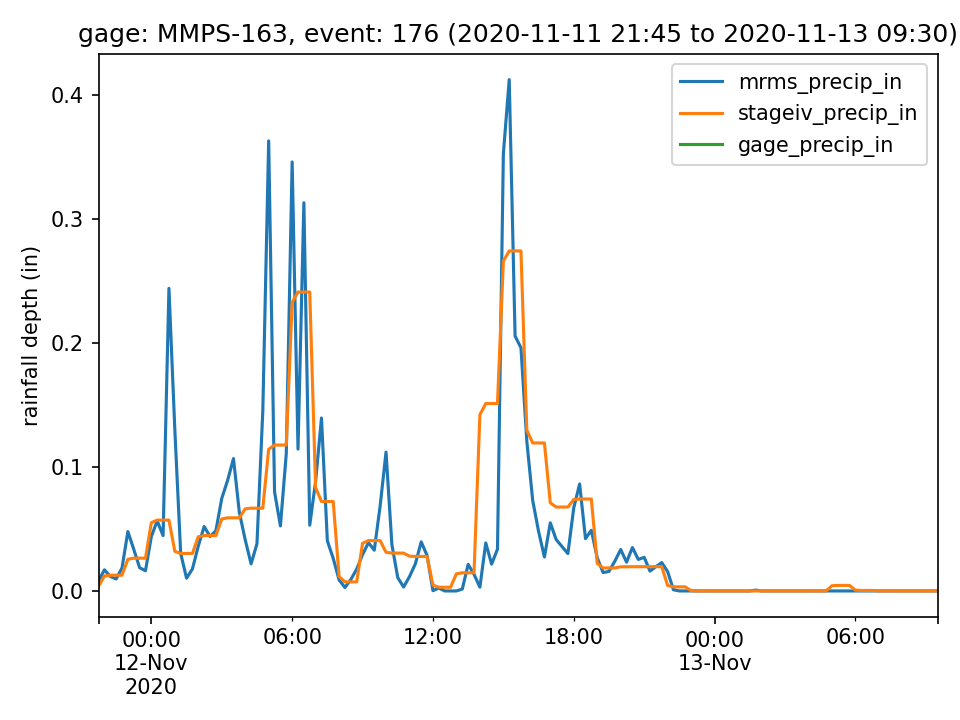 gage: MMPS-163, event: 176 (2020-11-11 21:45 to 2020-11-13 09:30)
mrms_precip_in
stageiv_precip_in
gage_precip_in
rainfall depth (in)
0.4
0.3
0.2
0.1
0.0
00:00 06:00 12:00 18:00 00:00 06:00
12-Nov 13-Nov
2020